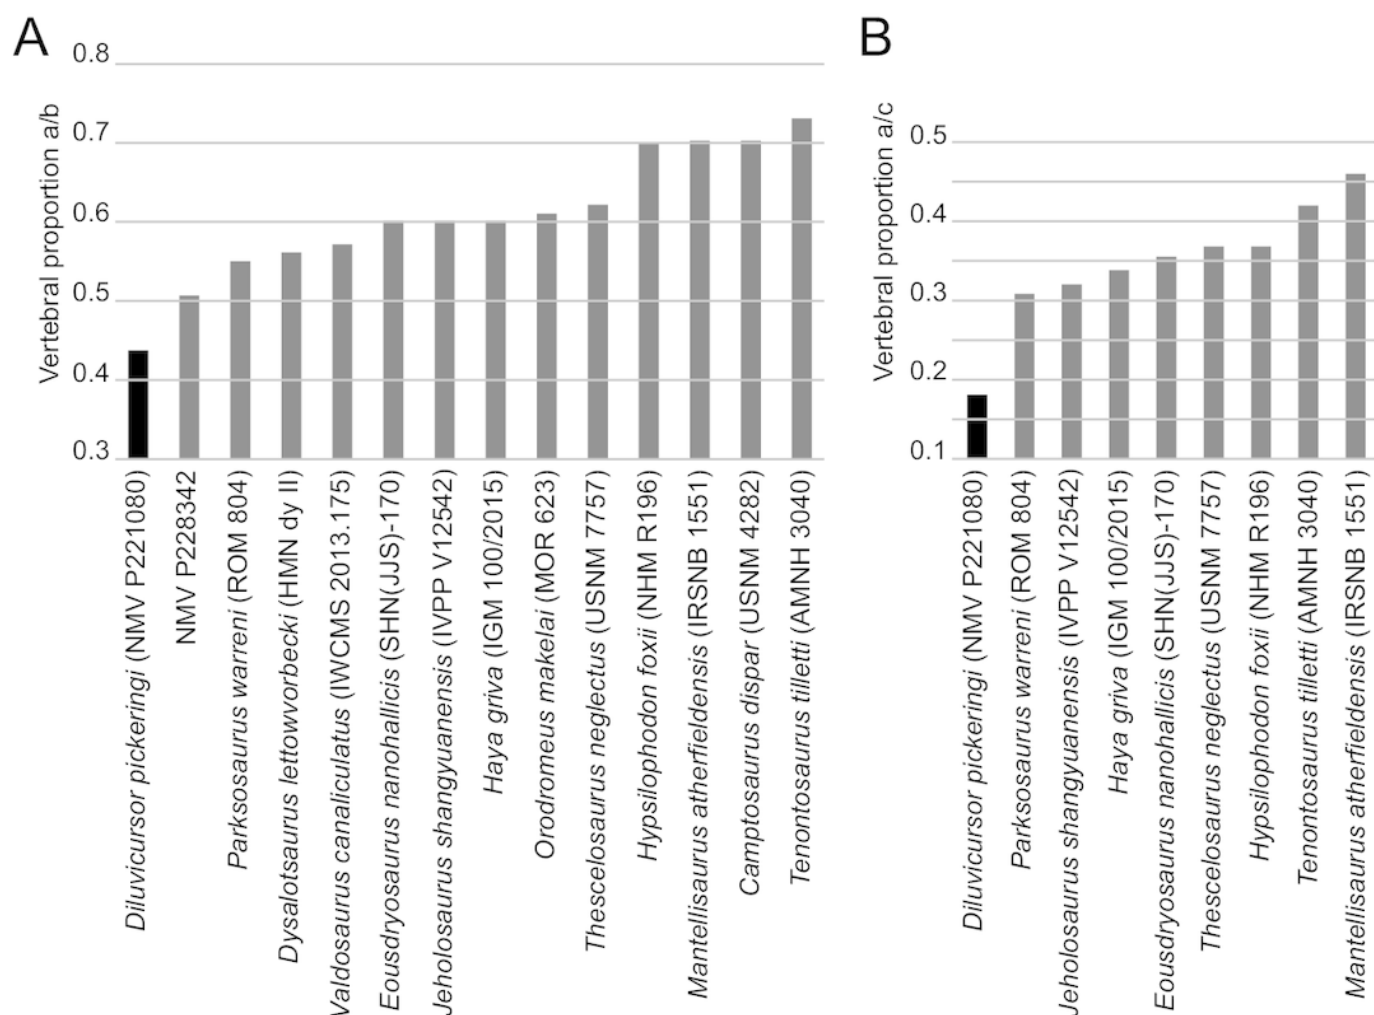 A
Vertebral proportion a/b
0.8
0.7
0.6
0.5
0.4
0.3
Diluvicursor pickeringi (NMV P221080)
NMV P228342
Parksosaurus warreni (ROM 804)
Dysalotsaurus lettowvorbecki (HMN dy II)
Valdosaurus canaliculatus (IWCMS 2013.175)
Eousdryosaurus nanohallicis (SHN(JJS)-170)
Jeholosaurus shangyuanensis (IVPP V12542)
Haya griva (IGM 100/2015)
Orodromeus makelai (MOR 623)
Thescelosaurus neglectus (USNM 7757)
Hypsilophodon foxii (NHM R196)
Mantellisaurus atherfieldensis (IRSNB 1551)
Camptosaurus dispar (USNM 4282)
Tenontosaurus tilletti (AMNH 3040)
B
Vertebral proportion a/c
0.5
0.4
0.3
0.2
0.1
Diluvicursor pickeringi (NMV P221080)
Parksosaurus warreni (ROM 804)
Jeholosaurus shangyuanensis (IVPP V12542)
Haya griva (IGM 100/2015)
Eousdryosaurus nanohallicis (SHN(JJS)-170)
Thescelosaurus neglectus (USNM 7757)
Hypsilophodon foxii (NHM R196)
Tenontosaurus tilletti (AMNH 3040)
Mantellisaurus atherfieldensis (IRSNB 1551)